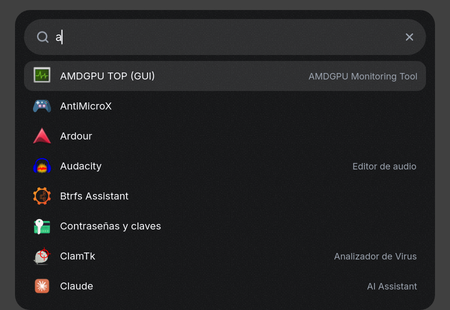 a
AMDGPU TOP (GUI) AMDGPU Monitoring Tool
AntiMicroX
Ardour
Audacity Editor de audio
Btrfs Assistant
Contraseñas y claves
ClamTk Analizador de Virus
Claude AI Assistant